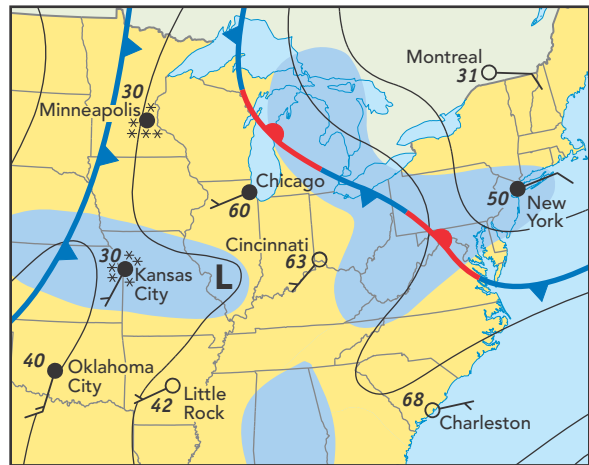 Montreal
31
30
Minneapolis
Chicago
60
50
New
York
Cincinnati
63
30
Kansas
City
L
40
Oklahoma
City
42
Little
Rock
68
Charleston